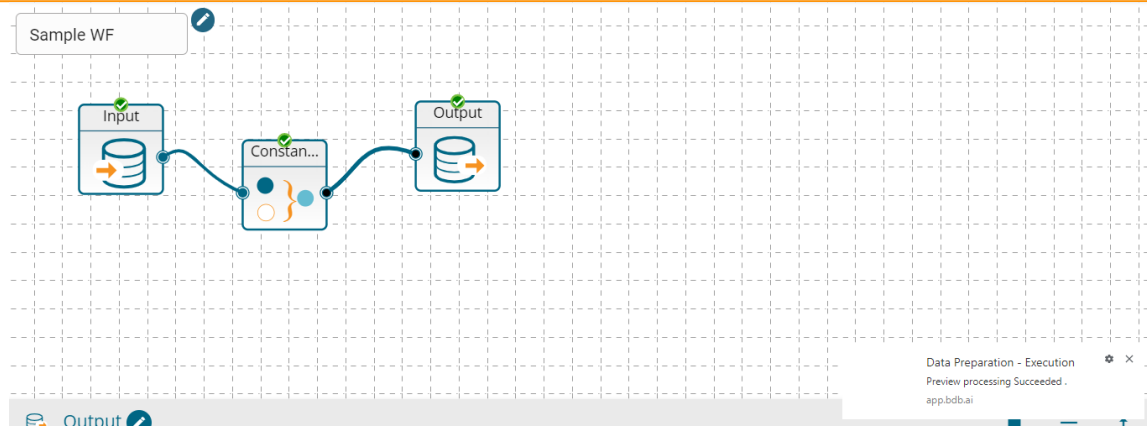 Sample WF
Input
Constan...
Output
Data Preparation - Execution
Preview processing Succeeded .
app.bdb.ai
Output